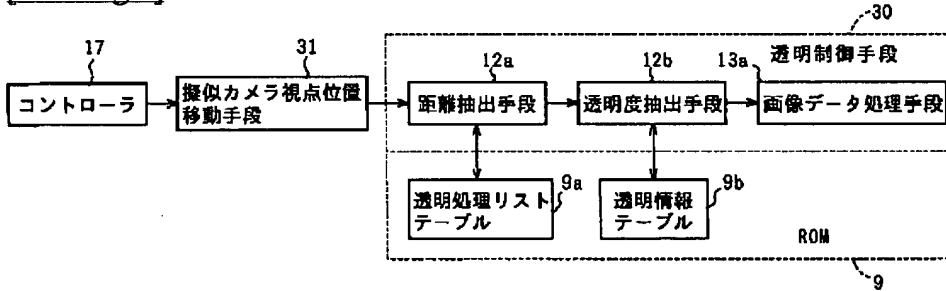 30
17
31
12a
12b
透明制御手段
13a
コントローラ
擬似カメラ視点位置
移動手段
距離抽出手段
透明度抽出手段
画像データ処理手段
9a
9b
透明処理リスト
テーブル
透明情報
テーブル
ROM
9